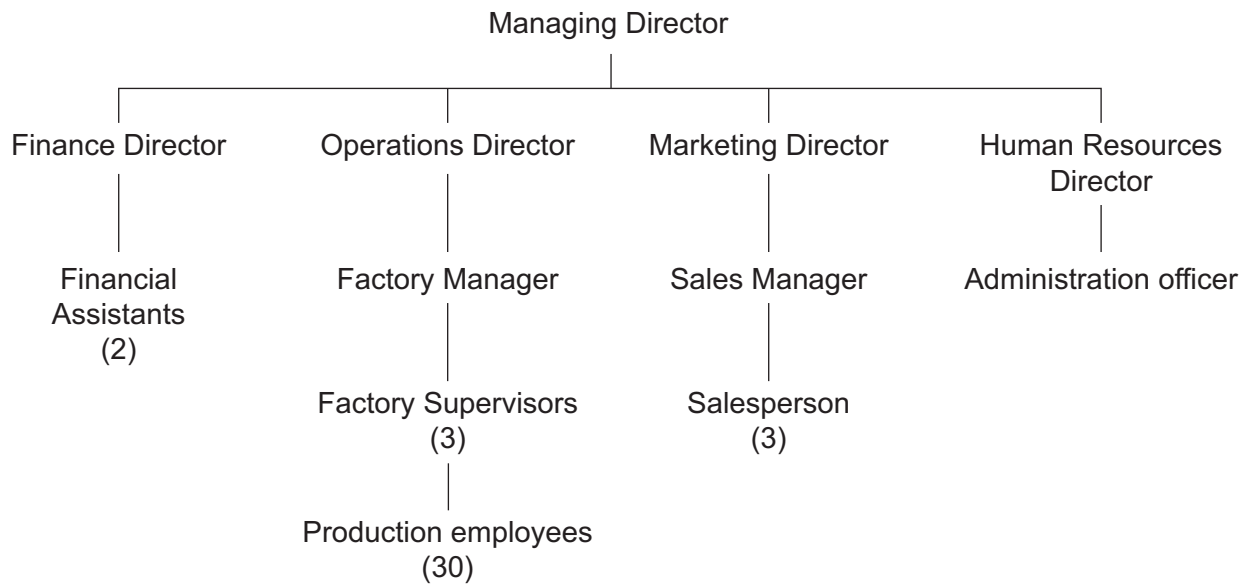 Managing Director
Finance Director
Operations Director
Marketing Director
Human Resources
Director
Financial
Assistants
(2)
Factory Manager
Sales Manager
Administration officer
Factory Supervisors
(3)
Salesperson
(3)
Production employees
(30)